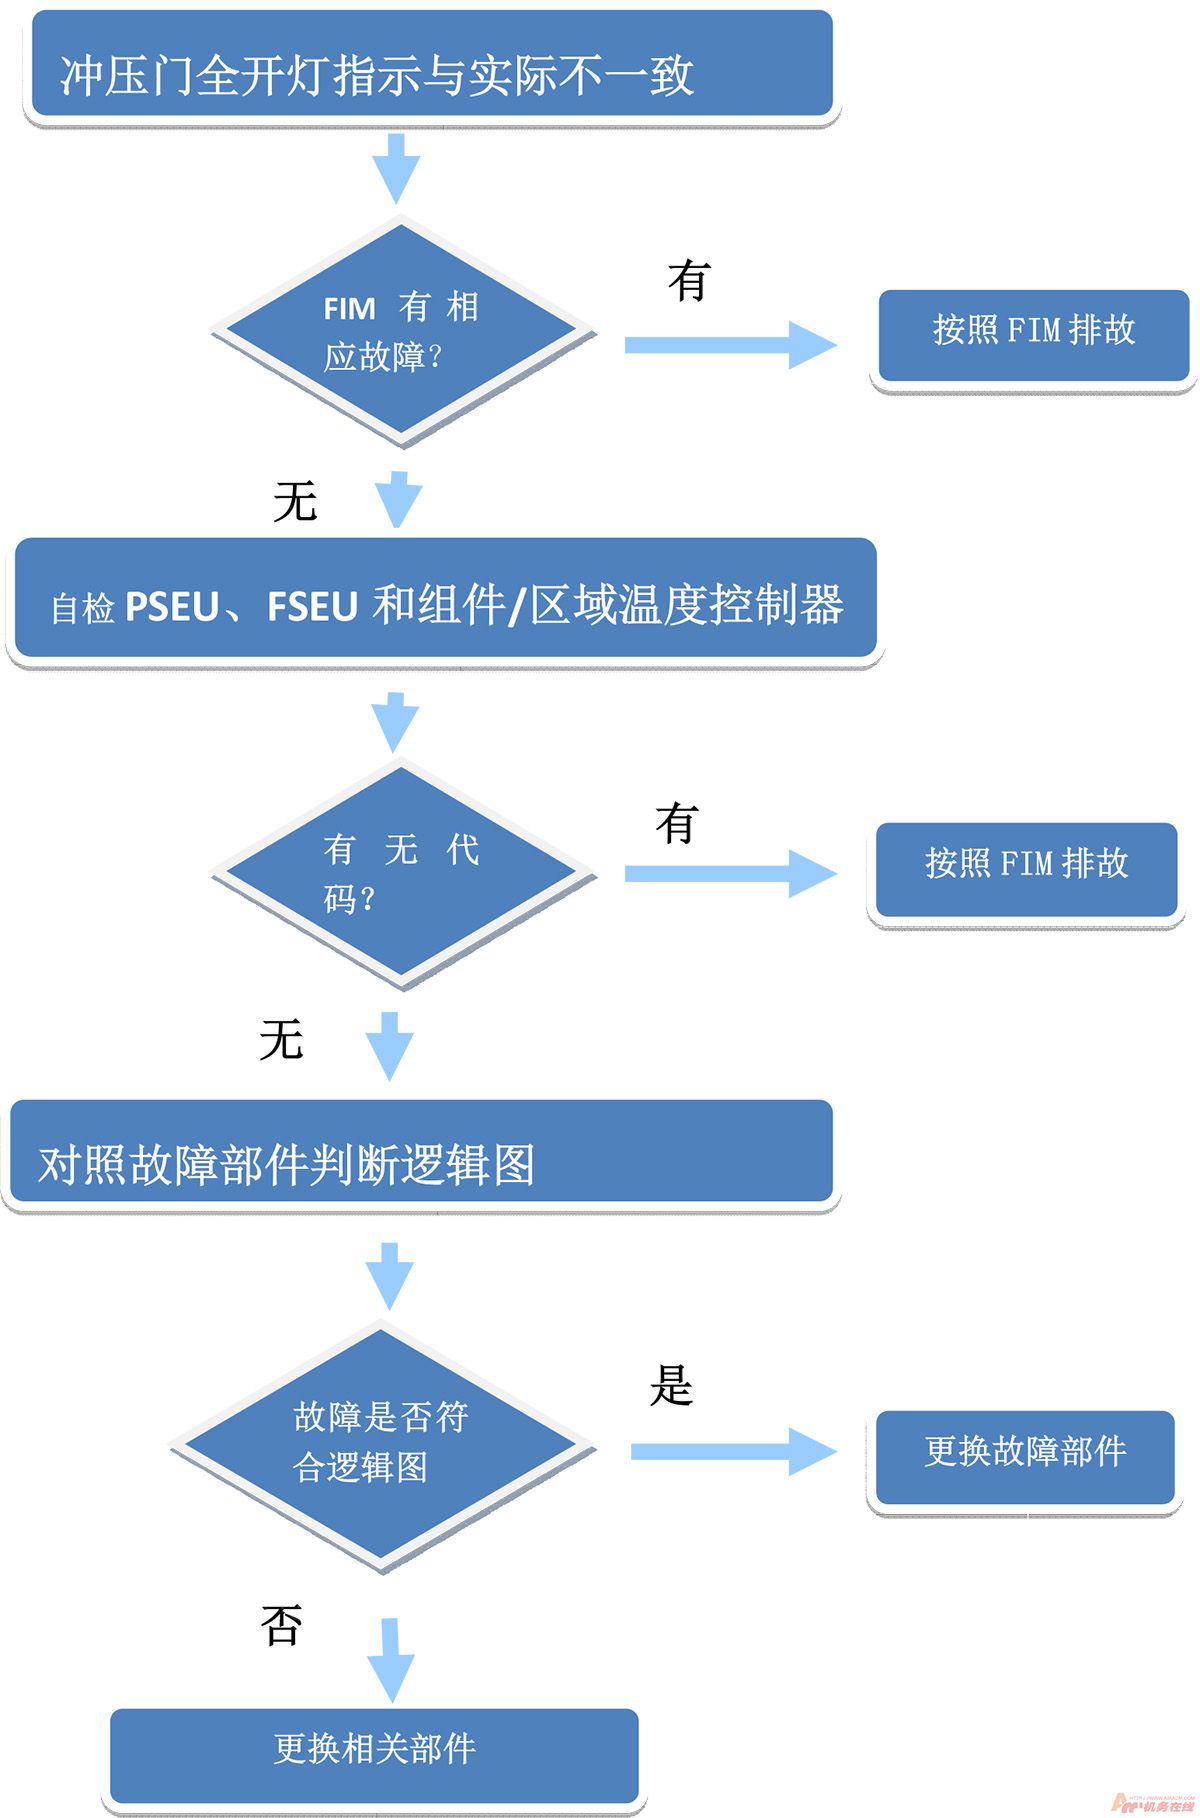 冲压门全开灯指示与实际不一致
FIM 有 相
应故障?
有
按照 FIM 排故
无
自检 PSEU、FSEU 和组件/区域温度控制器
有 无 代
码?
有
按照 FIM 排故
无
对照故障部件判断逻辑图
故障是否符
合逻辑图
是
更换故障部件
否
更换相关部件
机务在线